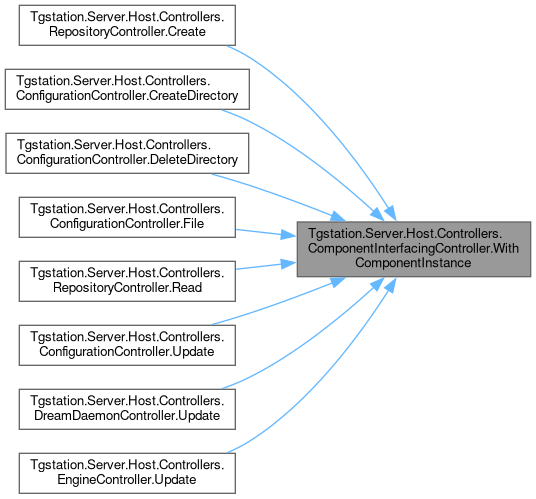 Tgstation.Server.Host.Controllers.
RepositoryController.Create
Tgstation.Server.Host.Controllers.
ConfigurationController.CreateDirectory
Tgstation.Server.Host.Controllers.
ConfigurationController.DeleteDirectory
Tgstation.Server.Host.Controllers.
ConfigurationController.File
Tgstation.Server.Host.Controllers.
RepositoryController.Read
Tgstation.Server.Host.Controllers.
ConfigurationController.Update
Tgstation.Server.Host.Controllers.
DreamDaemonController.Update
Tgstation.Server.Host.Controllers.
EngineController.Update
Tgstation.Server.Host.Controllers.
ComponentInterfacingController.With
ComponentInstance